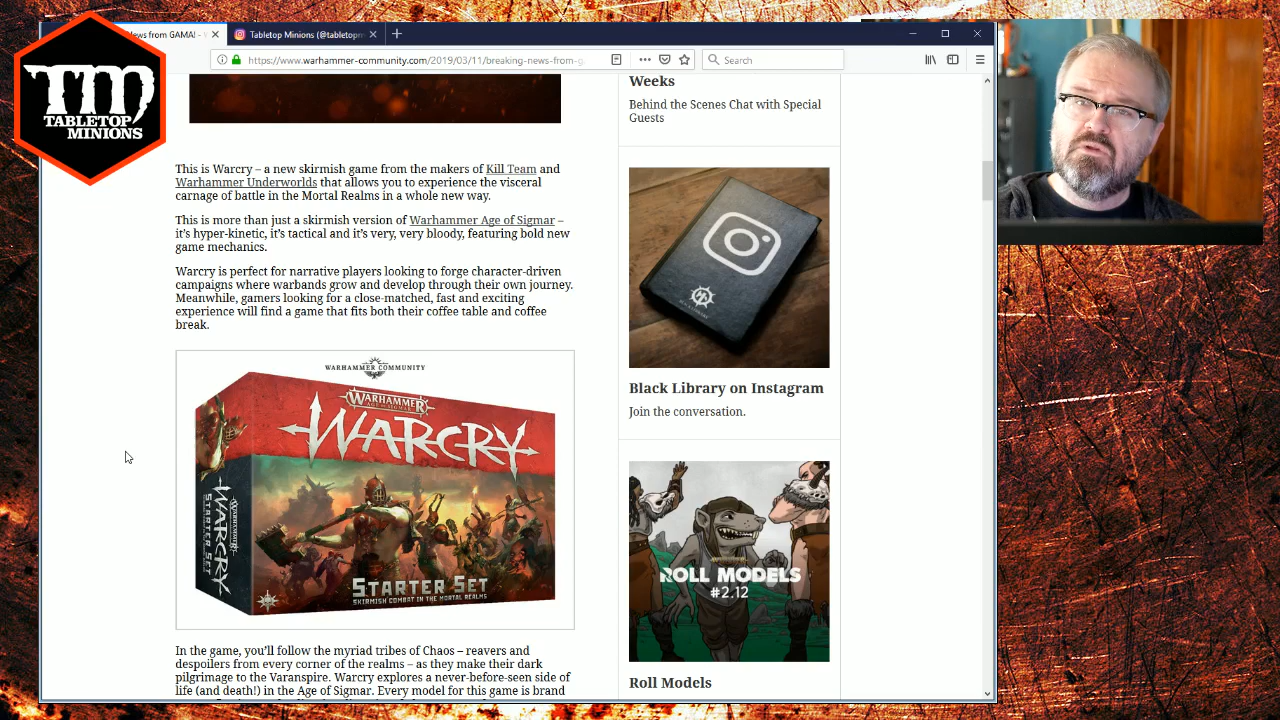 TM
TABLETOP
MINIONS
News from GAMA! -
Tabletop Minions (@tabletopm
https://www.warhammer-community.com/2019/03/11/breaking-news-from-g
Search
This is Warcry – a new skirmish game from the makers of Kill Team and
Warhammer Underworlds that allows you to experience the visceral
carnage of battle in the Mortal Realms in a whole new way.
This is more than just a skirmish version of Warhammer Age of Sigmar –
it's hyper-kinetic, it's tactical and it's very, very bloody, featuring bold new
game mechanics.
Warcry is perfect for narrative players looking to forge character-driven
campaigns where warbands grow and develop through their own journey.
Meanwhile, gamers looking for a close-matched, fast and exciting
experience will find a game that fits both their coffee table and coffee
break.
WARHAMMER COMMUNITY
WARHAMMER
AGE OF SIGMAR
WARCRY
WARCRY
STARTER SET
STARTER SET
SKIRMISH COMBAT IN THE MORTAL REALMS
In the game, you'll follow the myriad tribes of Chaos – reavers and
despoilers from every corner of the realms – as they make their dark
pilgrimage to the Varanspire. Warcry explores a never-before-seen side of
life (and death!) in the Age of Sigmar. Every model for this game is brand
Weeks
Behind the Scenes Chat with Special
Guests
Black Library on Instagram
Join the conversation.
ROLL MODELS
#2.12
Roll Models